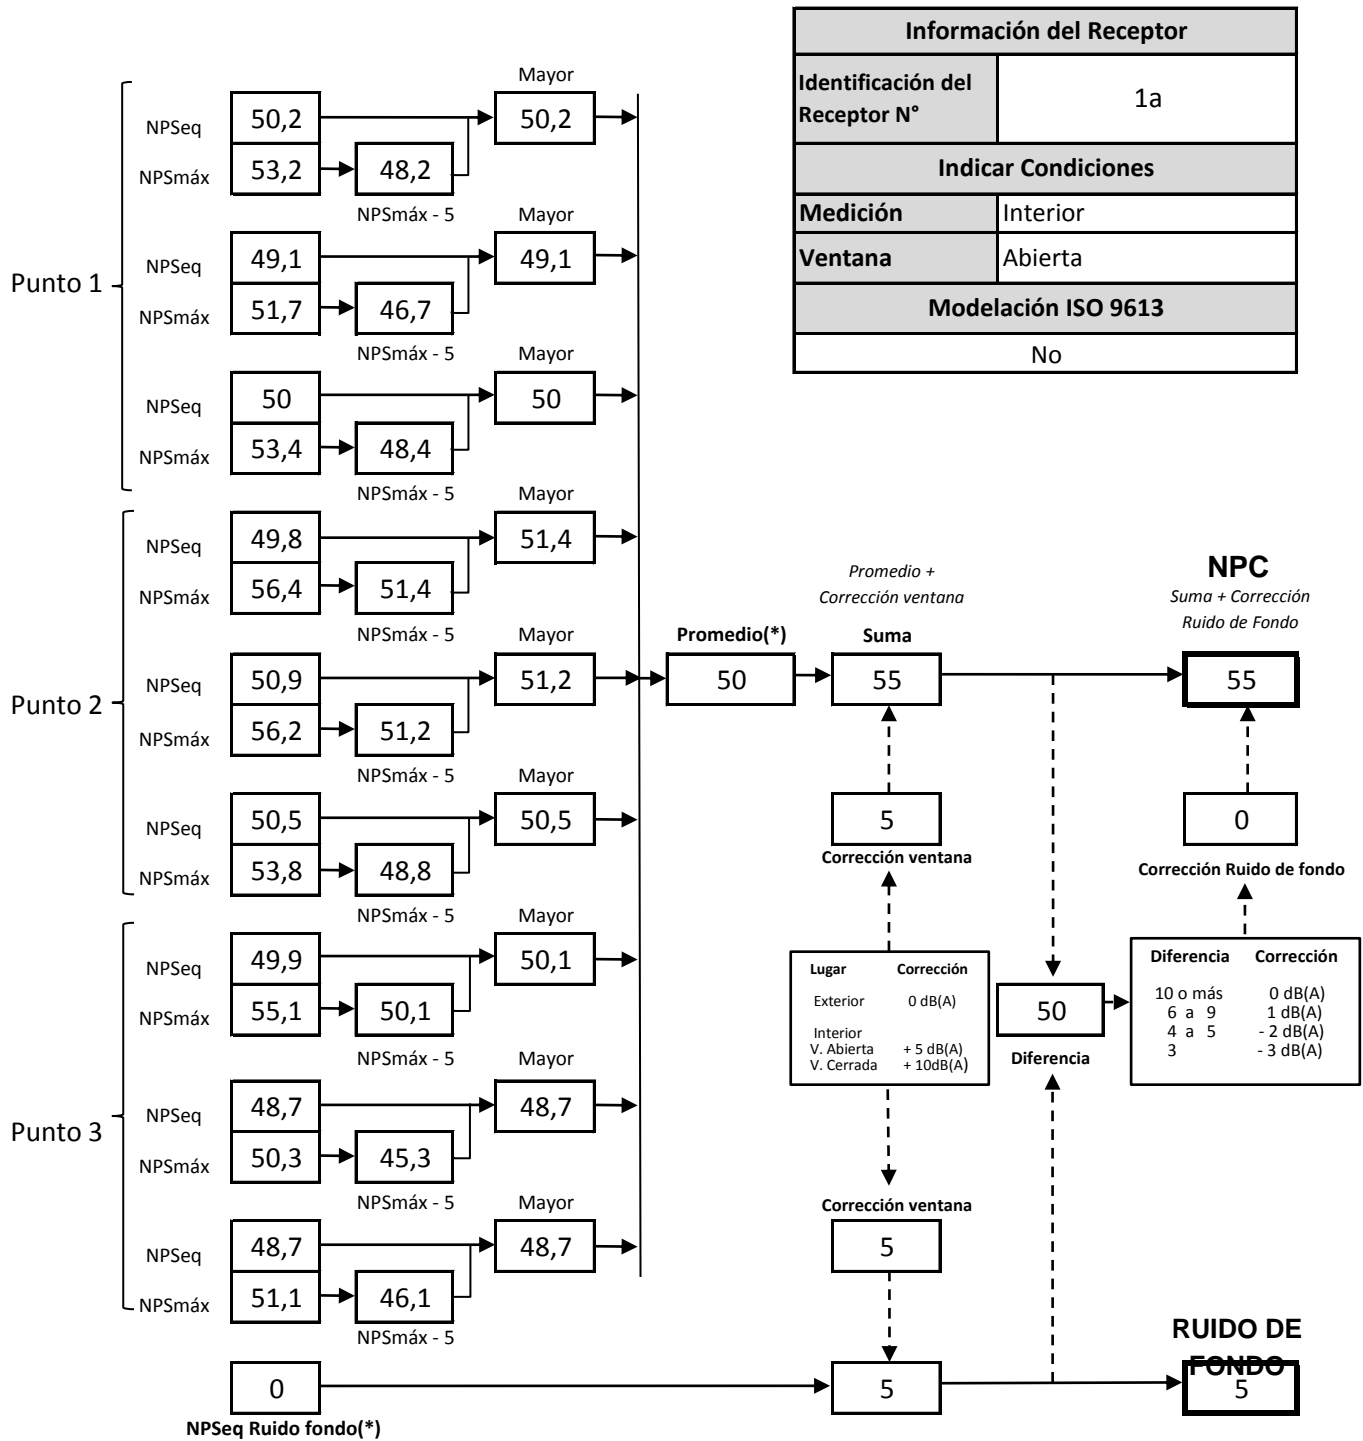 Información del Receptor
Identificación del
Receptor N°
1a
Indicar Condiciones
Medición
Interior
Ventana
Abierta
Modelación ISO 9613
No
Punto 1
Mayor
NPSeq
50,2
50,2
NPSmáx
53,2
48,2
NPSmáx - 5
Mayor
NPSeq
49,1
49,1
NPSmáx
51,7
46,7
NPSmáx - 5
Mayor
NPSeq
50
50
NPSmáx
53,4
48,4
NPSmáx - 5
Punto 2
Mayor
NPSeq
49,8
51,4
NPSmáx
56,4
51,4
NPSmáx - 5
Mayor
NPSeq
50,9
51,2
NPSmáx
56,2
51,2
NPSmáx - 5
Mayor
NPSeq
50,5
50,5
NPSmáx
53,8
48,8
NPSmáx - 5
Punto 3
Mayor
NPSeq
49,9
50,1
NPSmáx
55,1
50,1
NPSmáx - 5
Mayor
NPSeq
48,7
48,7
NPSmáx
50,3
45,3
NPSmáx - 5
Mayor
NPSeq
48,7
48,7
NPSmáx
51,1
46,1
NPSmáx - 5
0
NPSeq Ruido fondo(*)
Promedio(*)
50
Promedio +
Corrección ventana
Suma
55
5
Corrección ventana
Lugar Corrección
Exterior 0 dB(A)
Interior
V. Abierta + 5 dB(A)
V. Cerrada + 10dB(A)
Corrección ventana
5
5
50
Diferencia
NPC
Suma + Corrección
Ruido de Fondo
55
0
Corrección Ruido de fondo
Diferencia Corrección
10 o más 0 dB(A)
6 a 9 1 dB(A)
4 a 5 - 2 dB(A)
3 - 3 dB(A)
RUIDO DE
FONDO
5